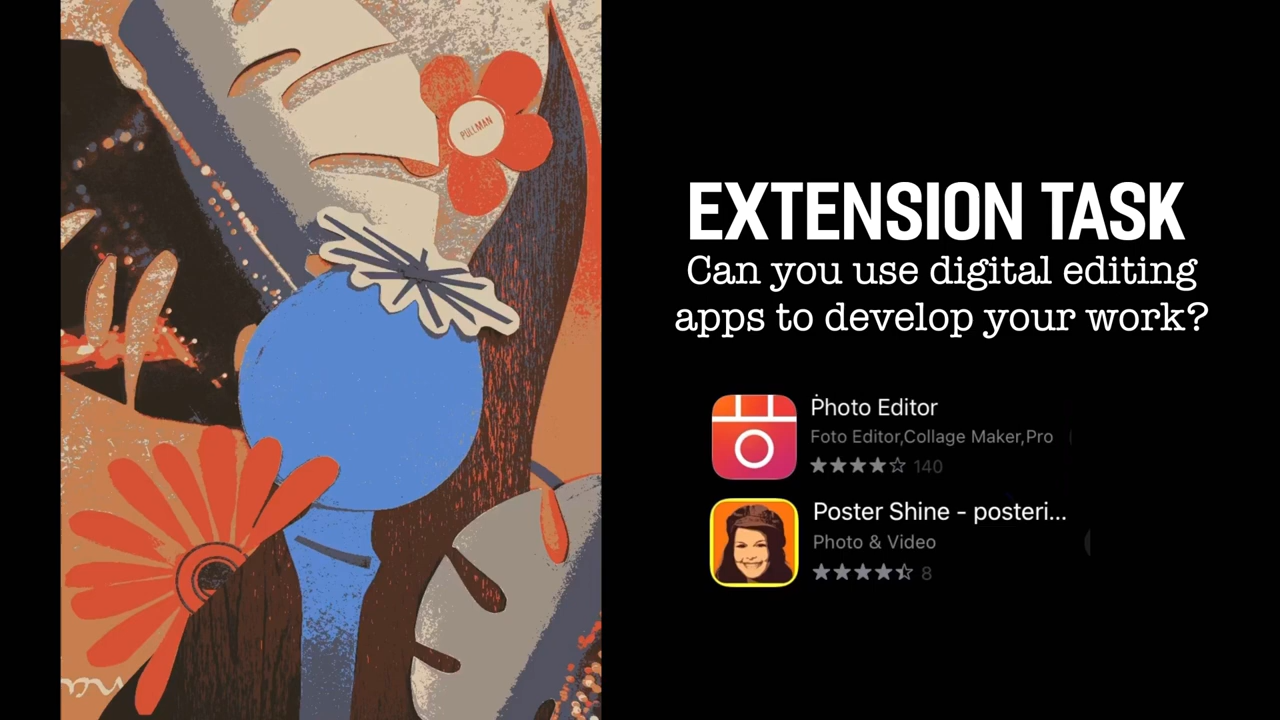 PULLMAN
EXTENSION TASK
Can you use digital editing
apps to develop your work?
Photo Editor
Foto Editor,Collage Maker,Pro
140
Poster Shine - posteri...
Photo & Video
8